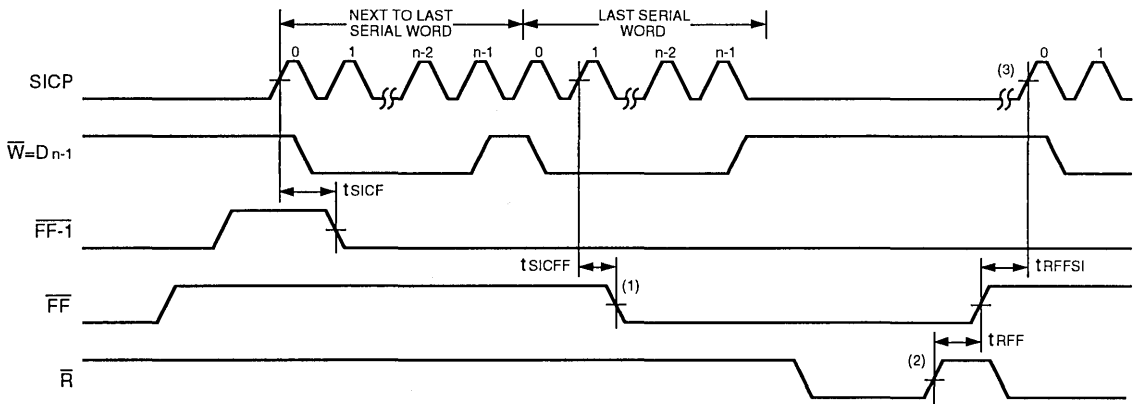 NEXT TO LAST
SERIAL WORD
LAST SERIAL
WORD
0 1 n-2 n-1 0 1 n-2 n-1 (3) 0 1
SICP
W=Dn-1
tSICF
FF-1
tSICFF (1) tRFFSI
FF
(2) tRFF
R